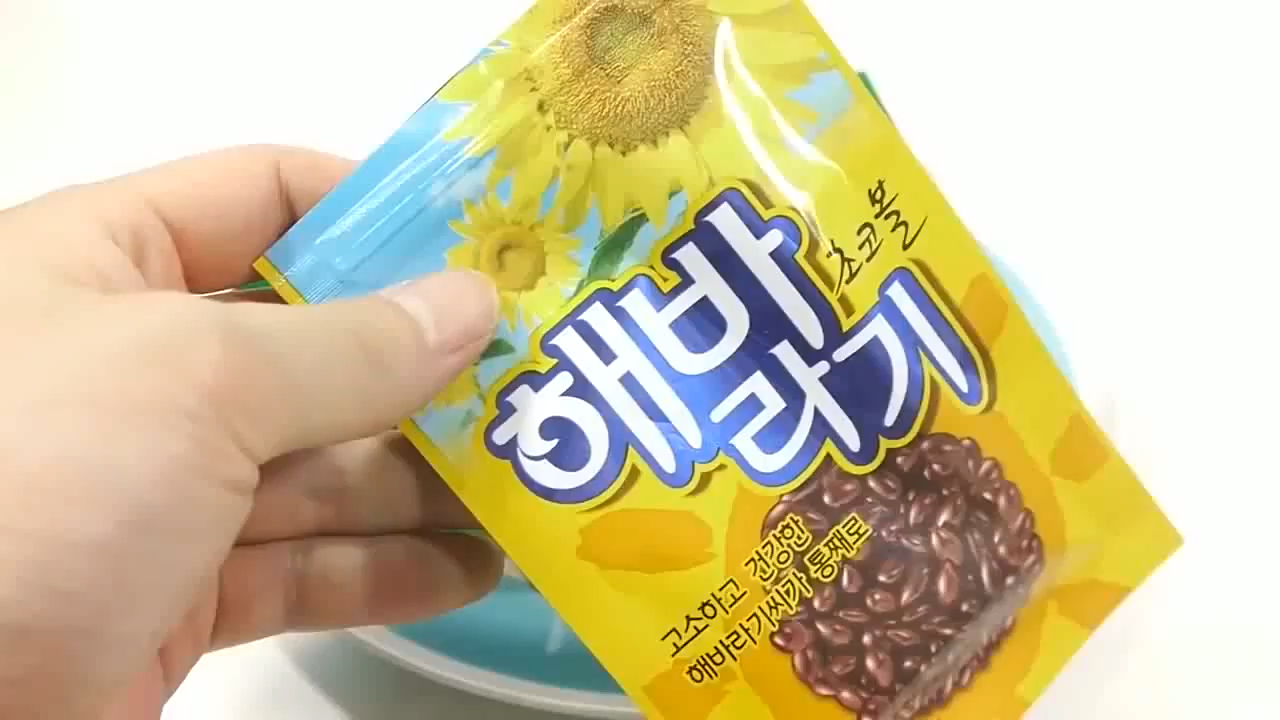 초코볼
해바
라기
고소하고 건강한
해바라기씨가 통째로